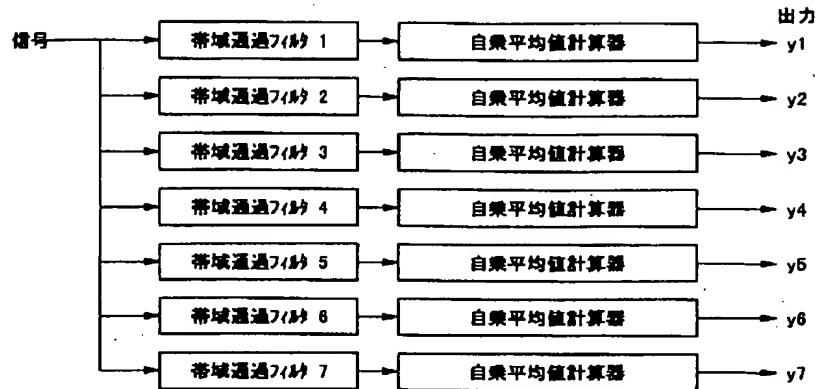 出力
信号 帯域通過フィルタ 1 自乗平均値計算器 y1
帯域通過フィルタ 2 自乗平均値計算器 y2
帯域通過フィルタ 3 自乗平均値計算器 y3
帯域通過フィルタ 4 自乗平均値計算器 y4
帯域通過フィルタ 5 自乗平均値計算器 y5
帯域通過フィルタ 6 自乗平均値計算器 y6
帯域通過フィルタ 7 自乗平均値計算器 y7